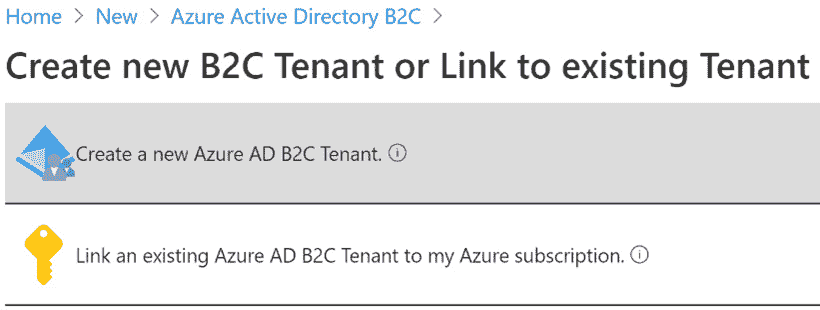 Home > New > Azure Active Directory B2C >
Create new B2C Tenant or Link to existing Tenant
Create a new Azure AD B2C Tenant.
Link an existing Azure AD B2C Tenant to my Azure subscription.